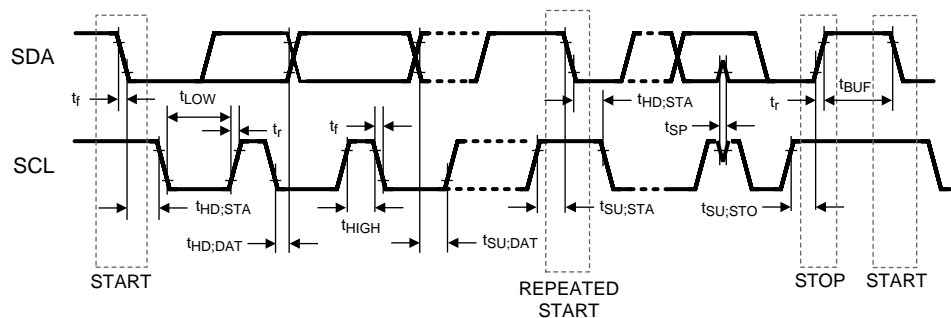 SDA
t_f
t_LOW
t_r
t_f
t_HD;STA
t_SP
t_r
t_BUF
SCL
t_HD;STA
t_HD;DAT
t_HIGH
t_SU;DAT
t_SU;STA
t_SU;STO
START
REPEATED
START
STOP
START